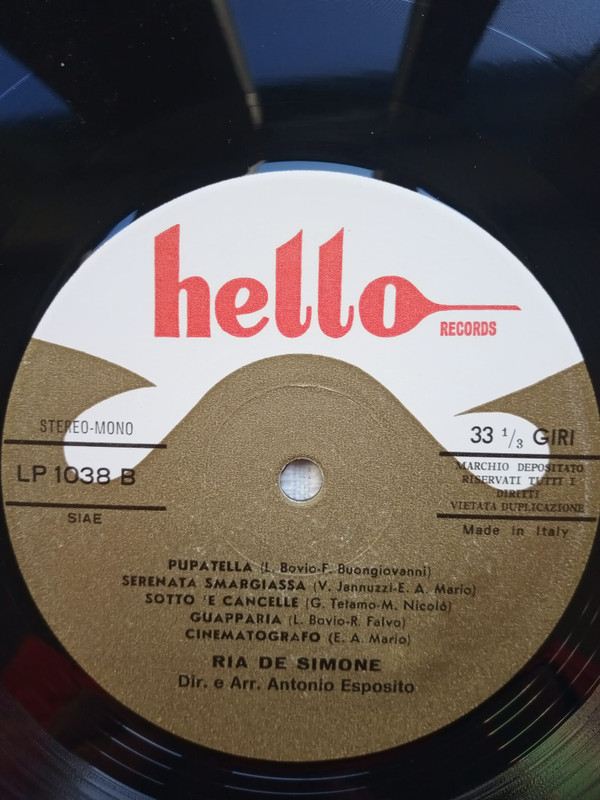 hello
RECORDS
STEREO-MONO
LP 1038 B
SIAE
33 1/3 GIRI
MARCHIO DEPOSITATO
RISERVATI TUTTI I
DIRITTI
VIETATA DUPLICAZIONE
Made in Italy
PUPATELLA (L. Bovio-F. Buongiovanni)
SERENATA SMARGIASSA (V. Jannuzzi-E. A. Mario)
SOTTO 'E CANCELLE (G. Tetamo-M. Nicolò)
GUAPPARIA (L. Bovio-R. Falvo)
CINEMATOGRAFO (E. A. Mario)
RIA DE SIMONE
Dir. e Arr. Antonio Esposito